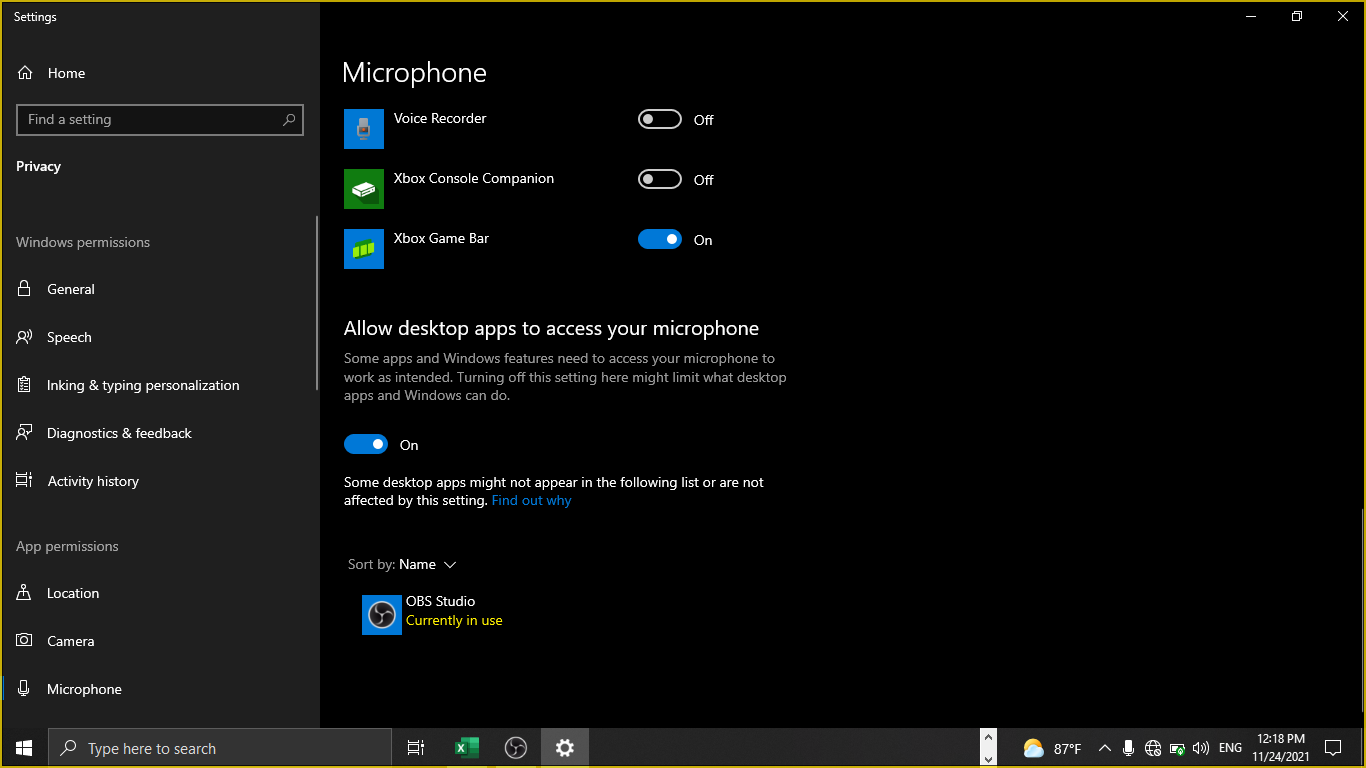 Settings
Home
Find a setting
Privacy
Windows permissions
General
Speech
Inking & typing personalization
Diagnostics & feedback
Activity history
App permissions
Location
Camera
Microphone
Microphone
Voice Recorder
Off
Xbox Console Companion
Off
Xbox Game Bar
On
Allow desktop apps to access your microphone
Some apps and Windows features need to access your microphone to
work as intended. Turning off this setting here might limit what desktop
apps and Windows can do.
On
Some desktop apps might not appear in the following list or are not
affected by this setting. Find out why
Sort by: Name
OBS Studio
Currently in use
Type here to search
87°F
ENG
12:18 PM
11/24/2021